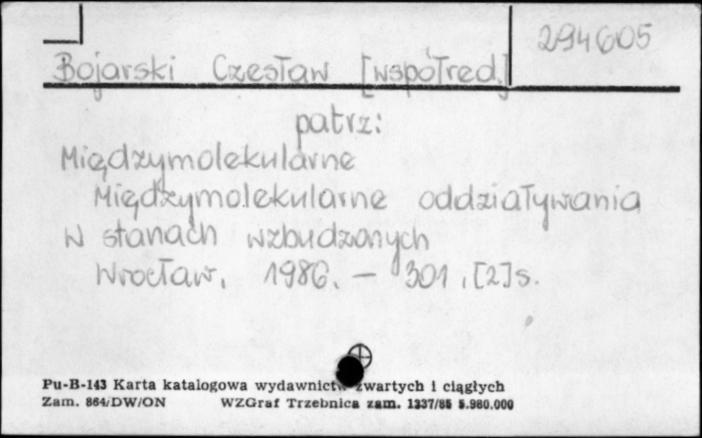 294605
Bojarski Czesław [współred.]
patrz:
Międzymolekularne
Międzymolekularne oddziaływania
w stanach wzbudzonych
Wrocław, 1986. - 301, [2] s.
Pu-B-143 Karta katalogowa wydawnictw zwartych i ciągłych
Zam. 864/DW/ON WZGraf Trzebnica zam. 1337/85 5.980.000